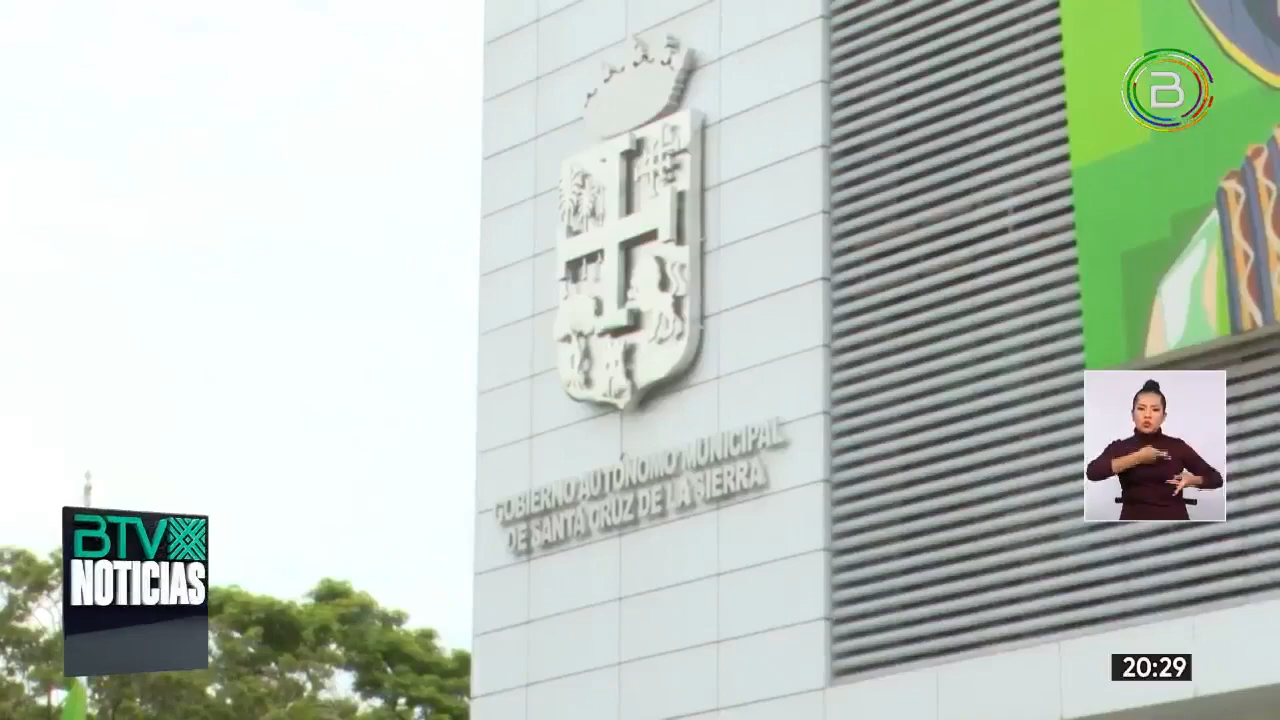 B
GOBIERNO AUTÓNOMO MUNICIPAL
DE SANTA CRUZ DE LA SIERRA
BTV
NOTICIAS
20:29